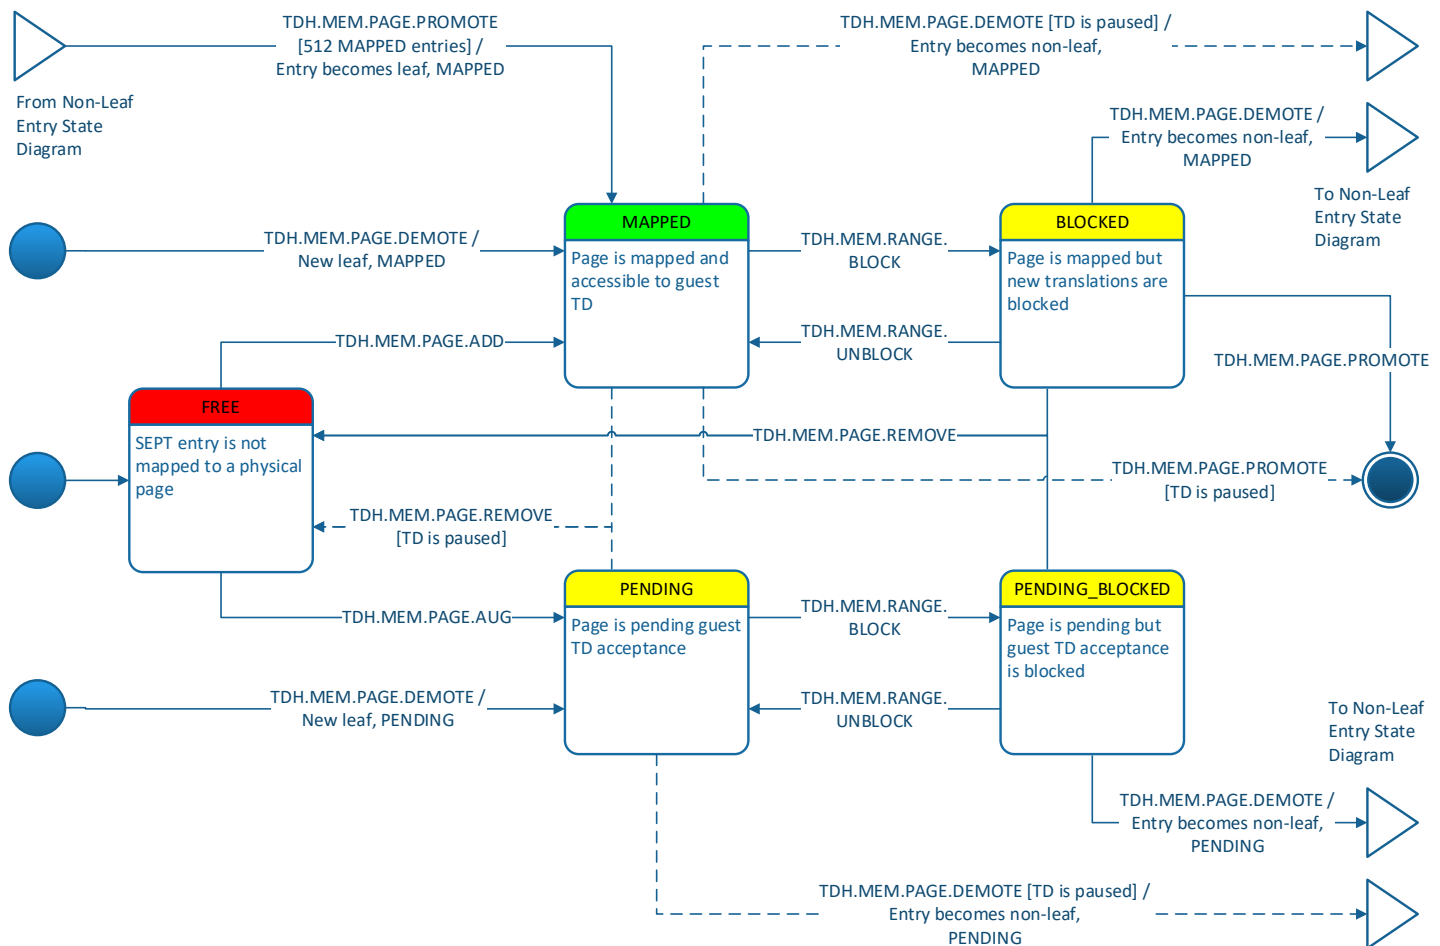 TDH.MEM.PAGE.PROMOTE
[512 MAPPED entries] /
Entry becomes leaf, MAPPED
TDH.MEM.PAGE.DEMOTE [TD is paused] /
Entry becomes non-leaf,
MAPPED
From Non-Leaf
Entry State
Diagram
TDH.MEM.PAGE.DEMOTE /
Entry becomes non-leaf,
MAPPED
To Non-Leaf
Entry State
Diagram
TDH.MEM.PAGE.DEMOTE /
New leaf, MAPPED
MAPPED
Page is mapped and
accessible to guest
TD
TDH.MEM.RANGE.
BLOCK
BLOCKED
Page is mapped but
new translations are
blocked
TDH.MEM.PAGE.ADD
TDH.MEM.RANGE.
UNBLOCK
TDH.MEM.PAGE.PROMOTE
FREE
SEPT entry is not
mapped to a physical
page
TDH.MEM.PAGE.REMOVE
TDH.MEM.PAGE.PROMOTE
[TD is paused]
TDH.MEM.PAGE.REMOVE
[TD is paused]
TDH.MEM.PAGE.AUG
PENDING
Page is pending guest
TD acceptance
TDH.MEM.RANGE.
BLOCK
PENDING_BLOCKED
Page is pending but
guest TD acceptance
is blocked
TDH.MEM.PAGE.DEMOTE /
New leaf, PENDING
TDH.MEM.RANGE.
UNBLOCK
To Non-Leaf
Entry State
Diagram
TDH.MEM.PAGE.DEMOTE /
Entry becomes non-leaf,
PENDING
TDH.MEM.PAGE.DEMOTE [TD is paused] /
Entry becomes non-leaf,
PENDING